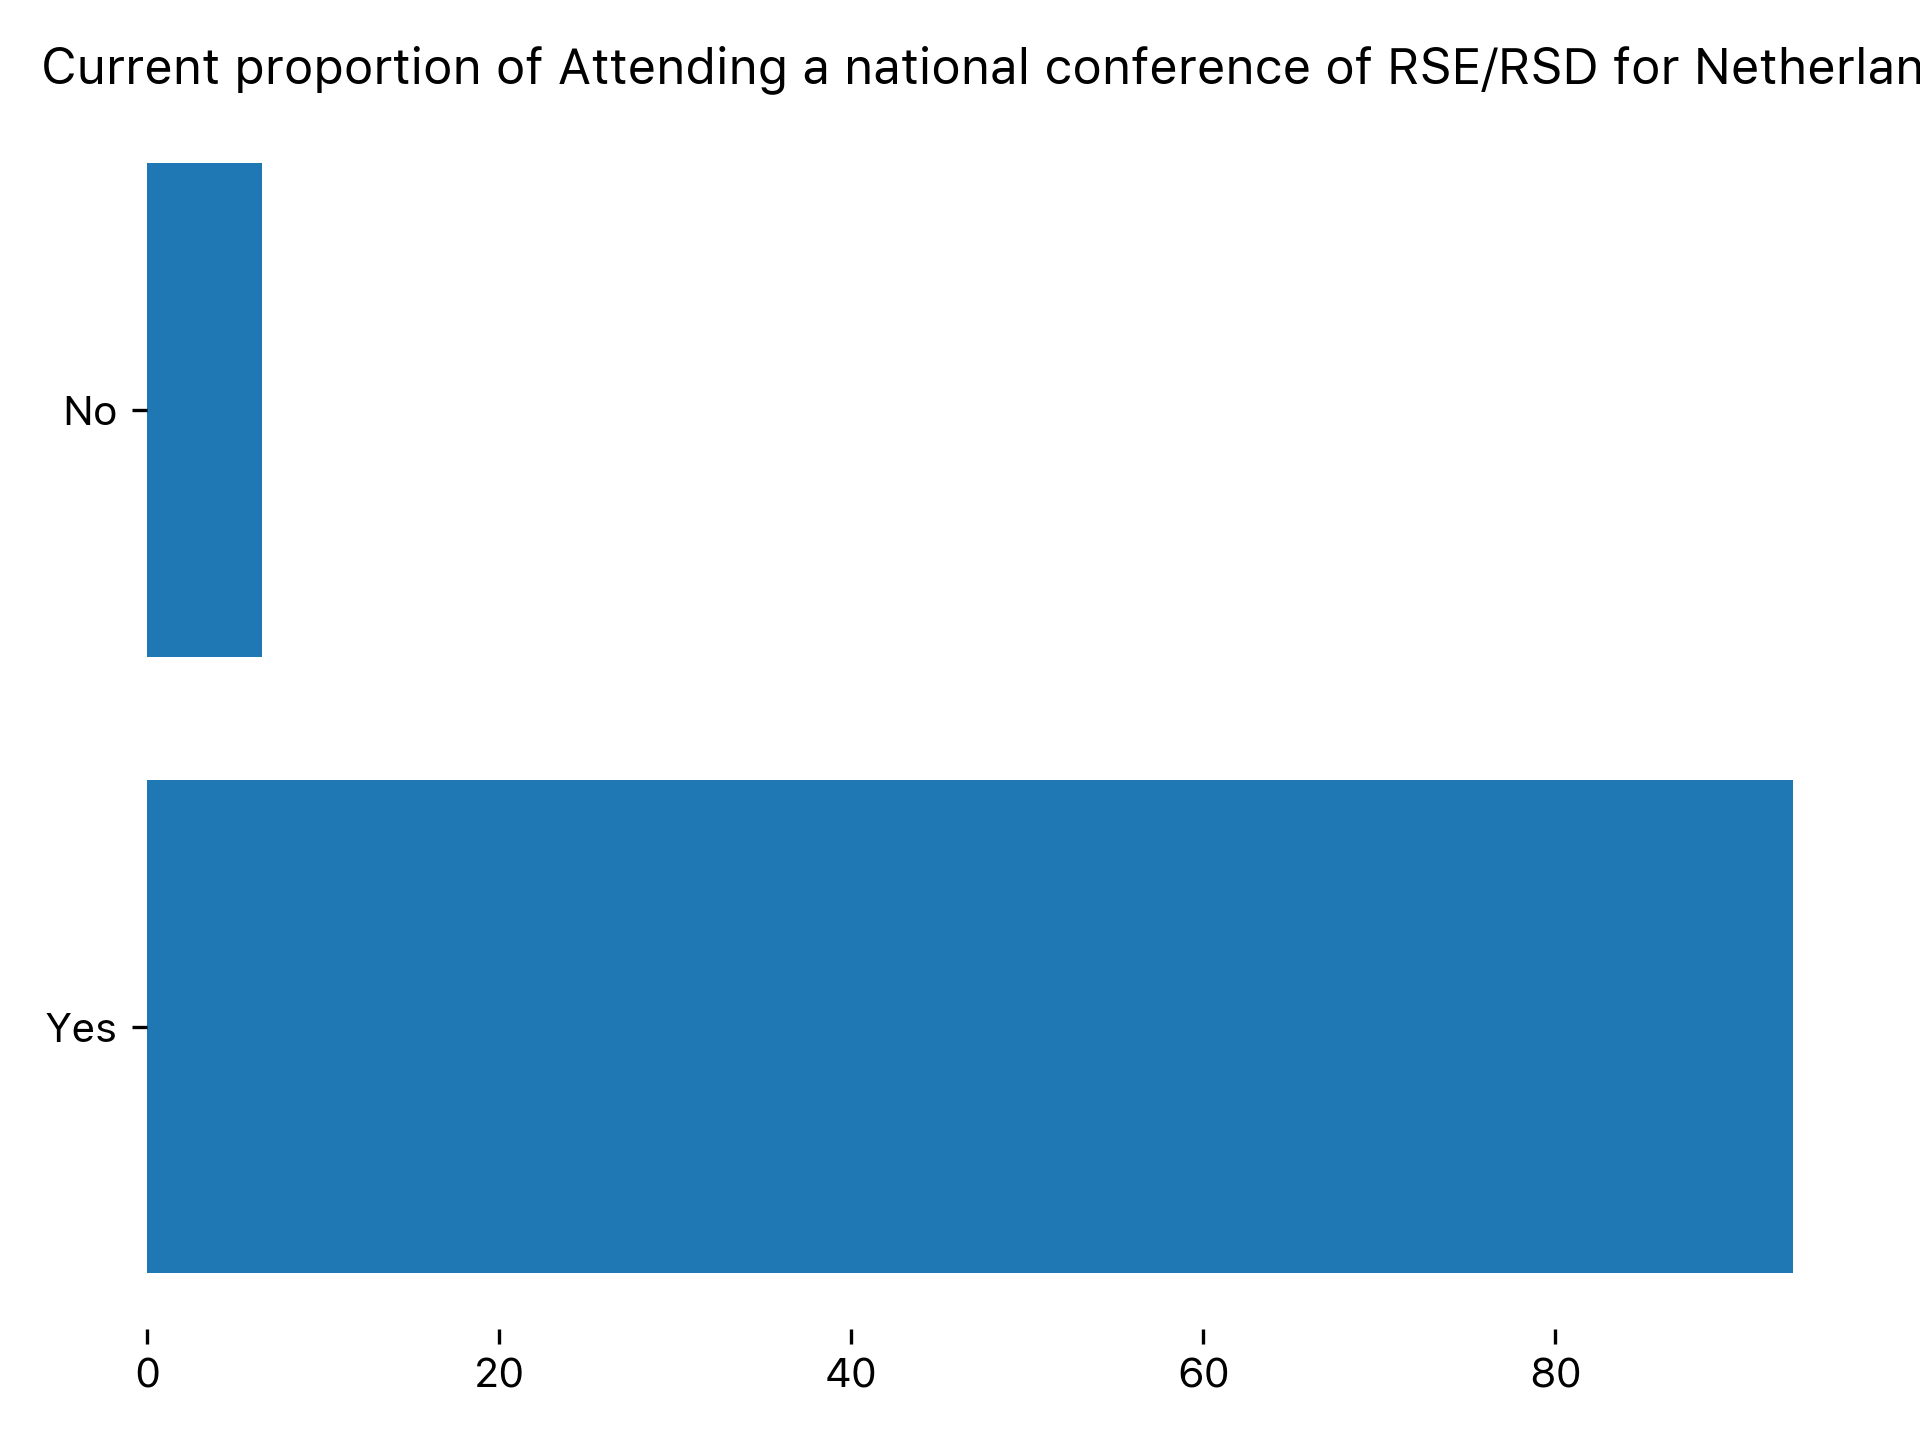 Current proportion of Attending a national conference of RSE/RSD for Netherlan
No
Yes
0 20 40 60 80